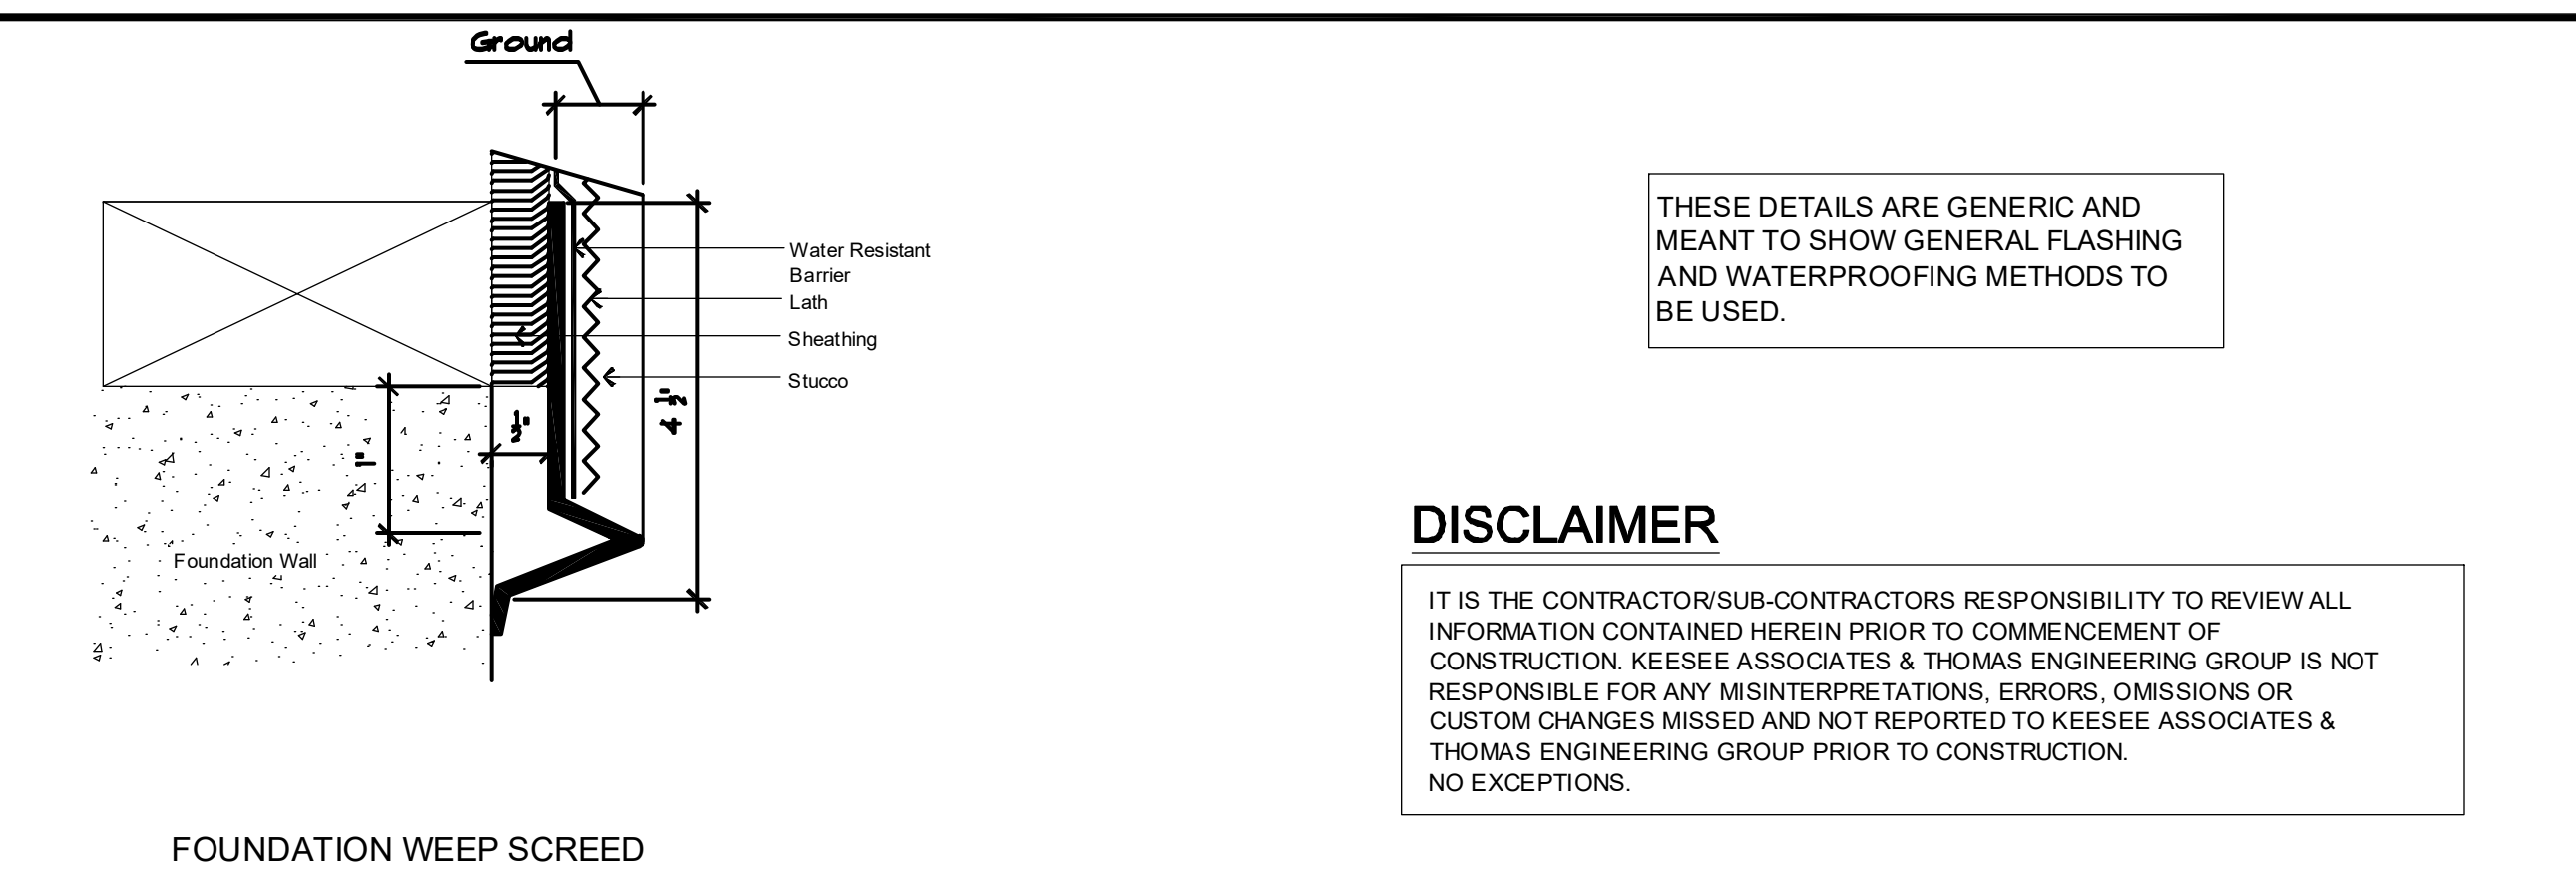 Ground
Water Resistant
Barrier
Lath
Sheathing
Stucco
4 1/2"
1"
Foundation Wall
FOUNDATION WEEP SCREED
THESE DETAILS ARE GENERIC AND
MEANT TO SHOW GENERAL FLASHING
AND WATERPROOFING METHODS TO
BE USED.
DISCLAIMER
IT IS THE CONTRACTOR/SUB-CONTRACTORS RESPONSIBILITY TO REVIEW ALL
INFORMATION CONTAINED HEREIN PRIOR TO COMMENCEMENT OF
CONSTRUCTION. KEESEE ASSOCIATES & THOMAS ENGINEERING GROUP IS NOT
RESPONSIBLE FOR ANY MISINTERPRETATIONS, ERRORS, OMISSIONS OR
CUSTOM CHANGES MISSED AND NOT REPORTED TO KEESEE ASSOCIATES &
THOMAS ENGINEERING GROUP PRIOR TO CONSTRUCTION.
NO EXCEPTIONS.